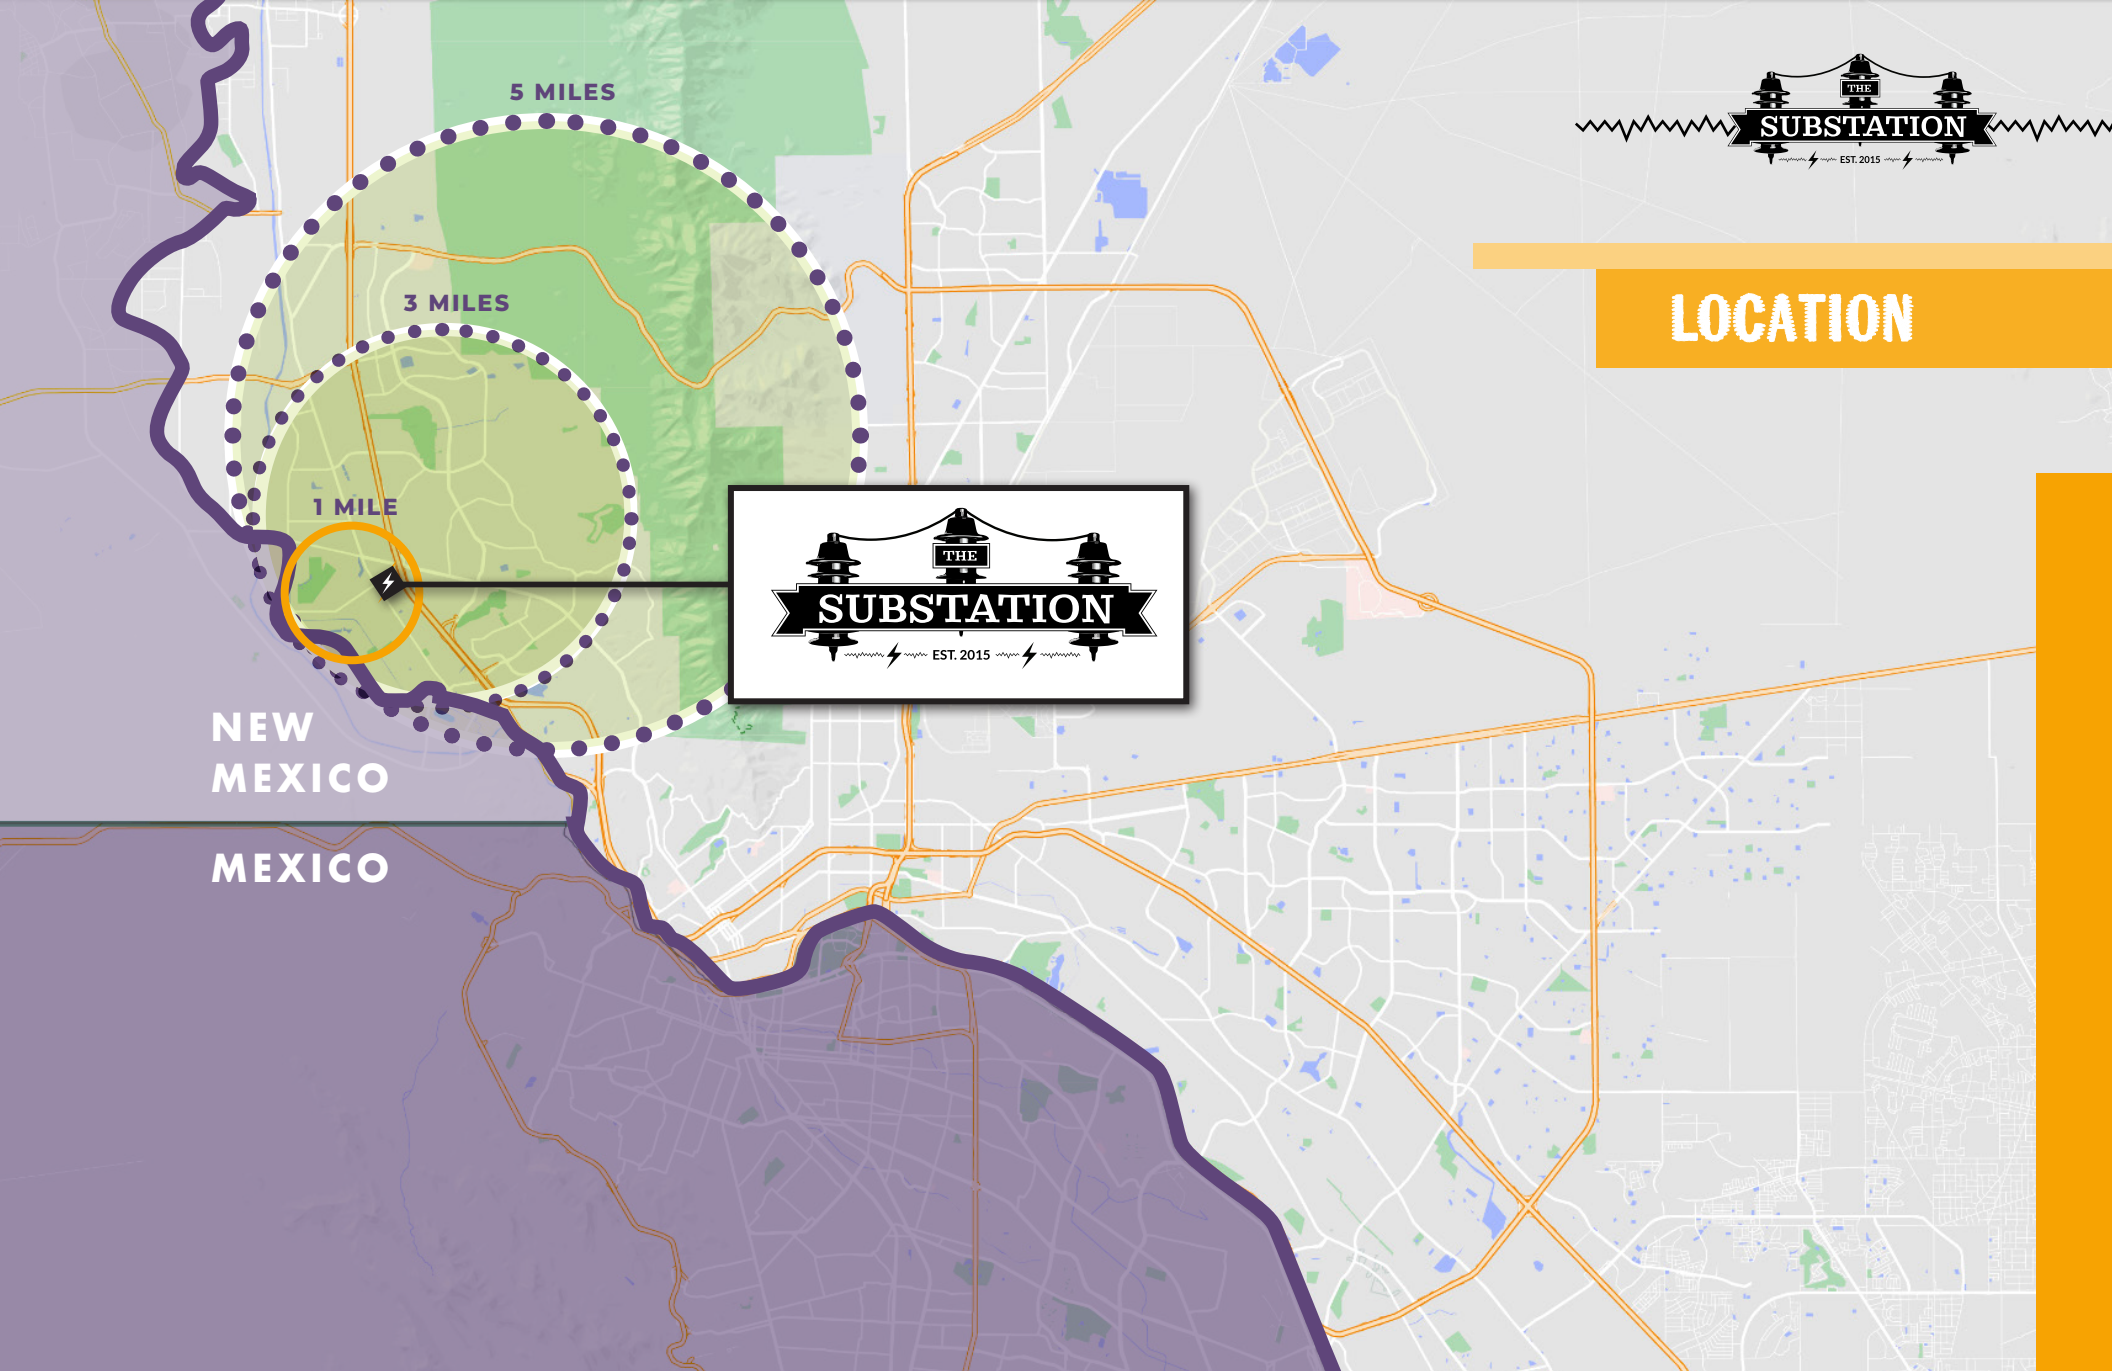 5 MILES
THE
SUBSTATION
EST. 2015
3 MILES
LOCATION
1 MILE
THE
SUBSTATION
EST. 2015
NEW
MEXICO
MEXICO